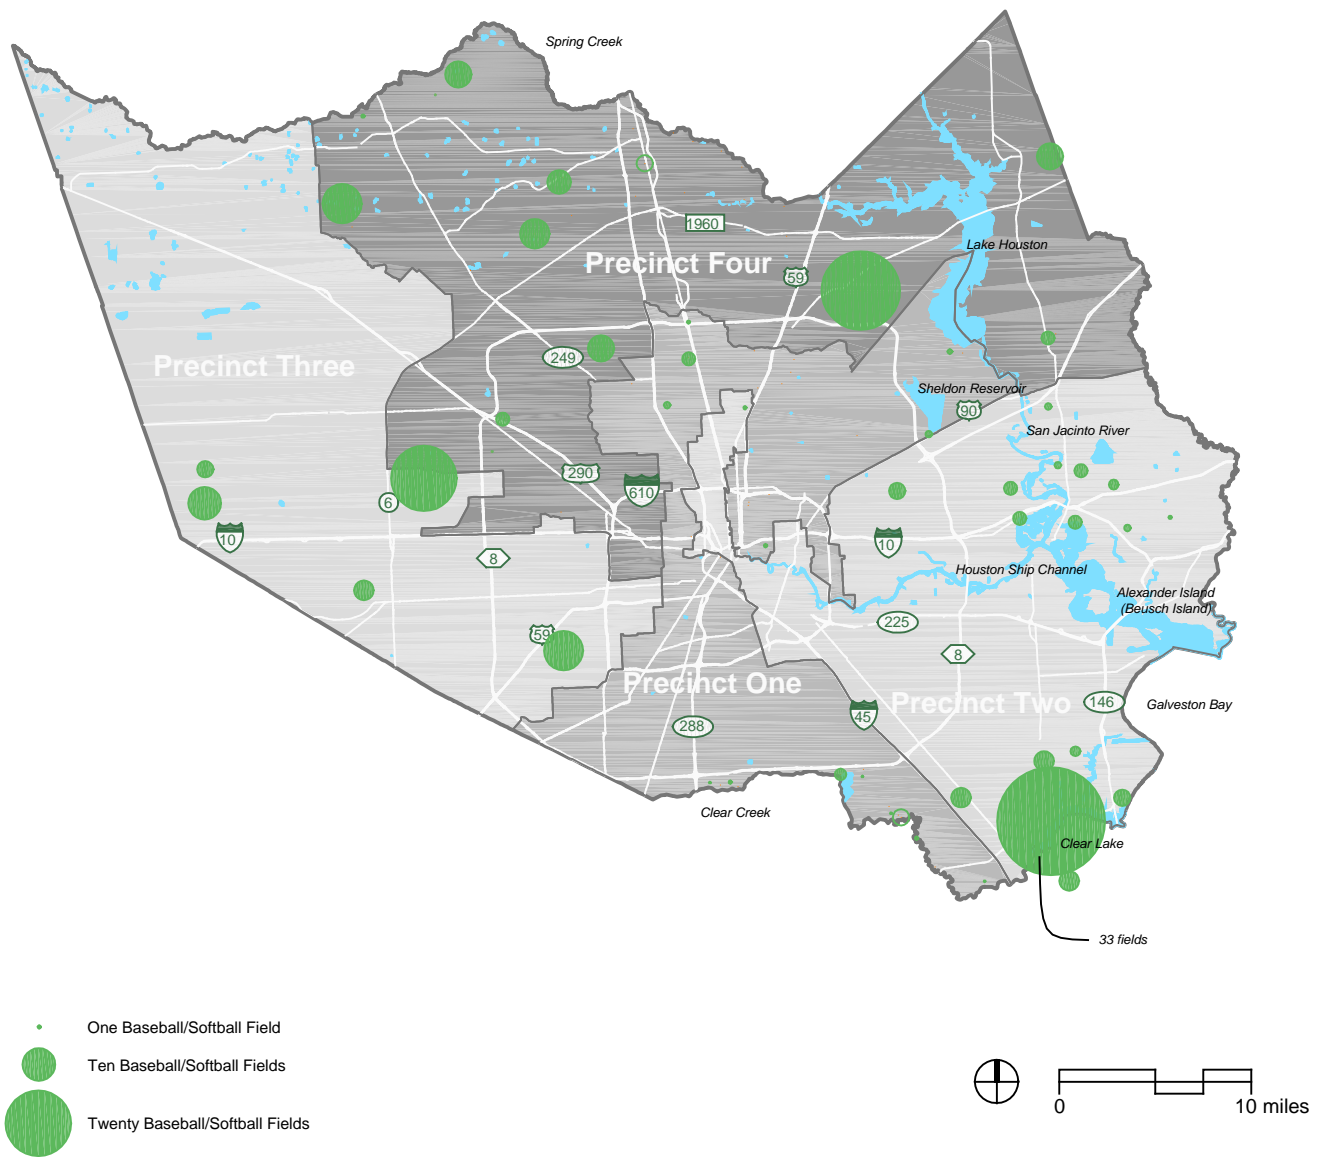 Spring Creek
1960
Lake Houston
Precinct Four
59
249
Precinct Three
Sheldon Reservoir
90
San Jacinto River
290
610
6
10
10
8
Houston Ship Channel
Alexander Island
(Beusch Island)
225
59
8
Precinct One
Precinct Two
146
Galveston Bay
45
288
Clear Creek
Clear Lake
33 fields
One Baseball/Softball Field
Ten Baseball/Softball Fields
Twenty Baseball/Softball Fields
0
10 miles